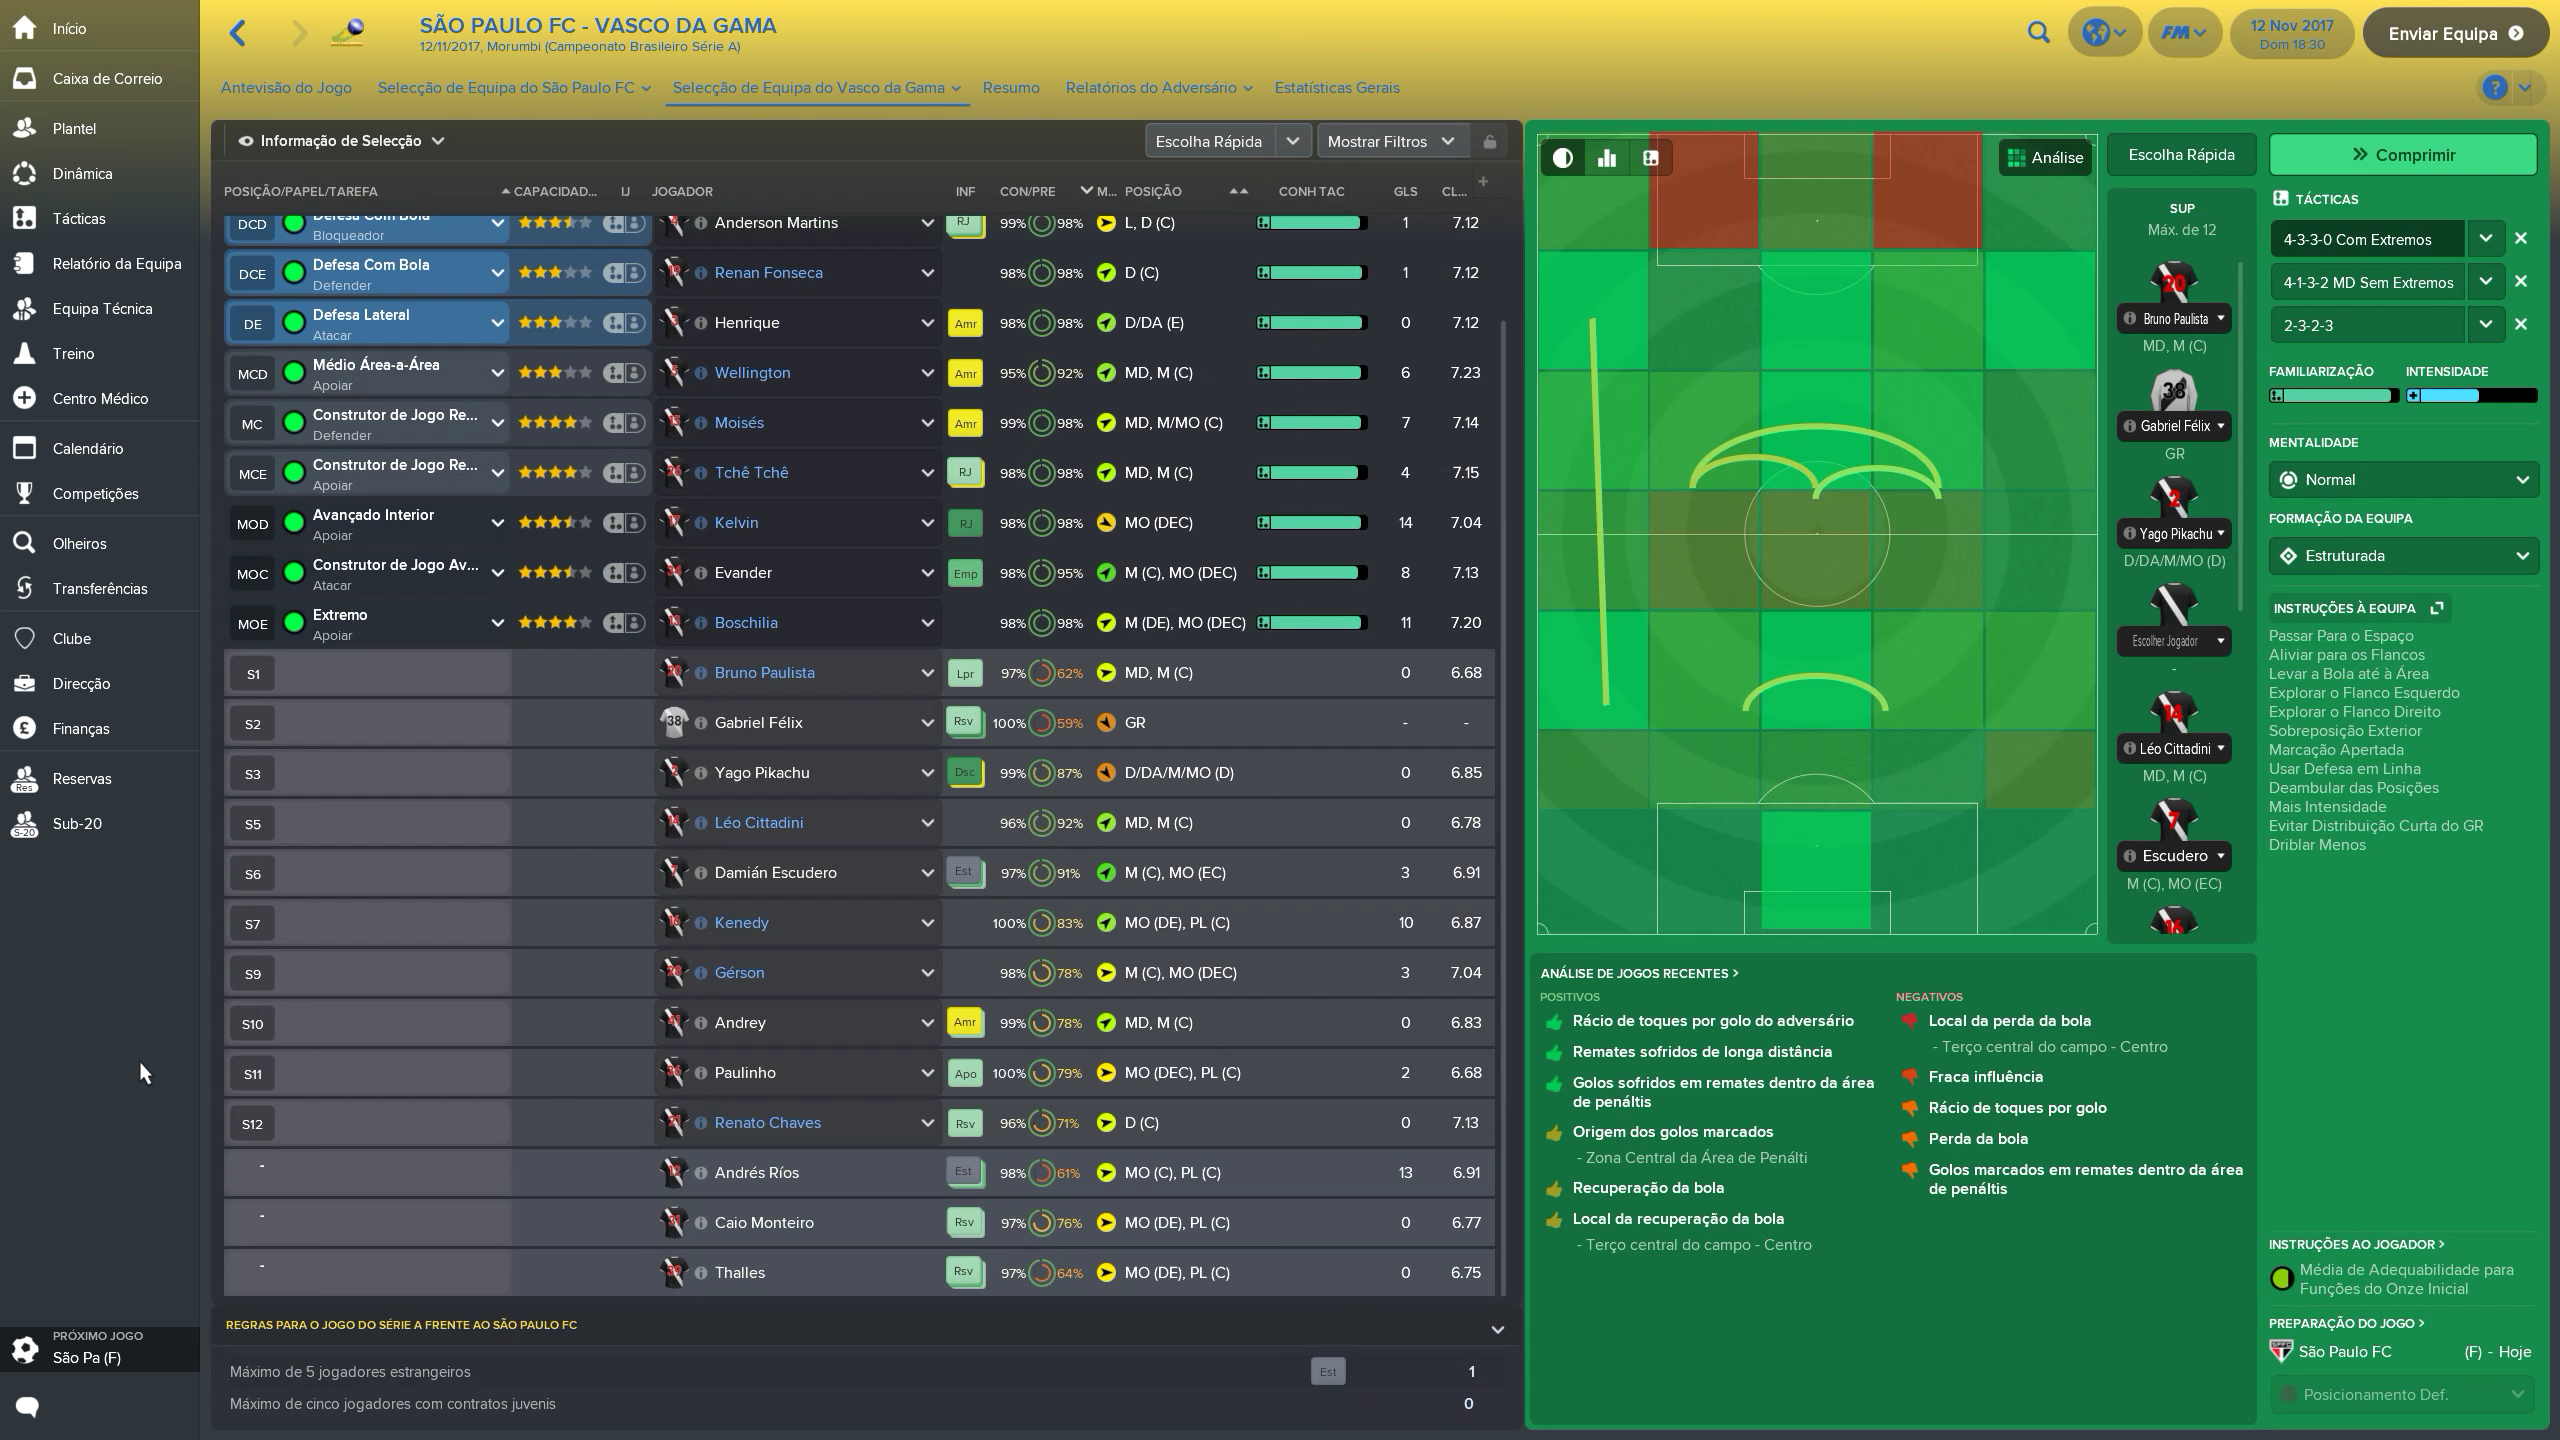 Início
Caixa de Correio
Plantel
Dinâmica
Tácticas
Relatório da Equipa
Equipa Técnica
Treino
Centro Médico
Calendário
Competições
Olheiros
Transferências
Clube
Direcção
Finanças
Res
Reservas
S-20
Sub-20
PRÓXIMO JOGO
São Pa (F)
SÃO PAULO FC - VASCO DA GAMA
12/11/2017, Morumbi (Campeonato Brasileiro Série A)
FM
12 Nov 2017
Dom 18:30
Enviar Equipa
Antevisão do Jogo Selecção de Equipa do São Paulo FC Selecção de Equipa do Vasco da Gama Resumo Relatórios do Adversário Estatísticas Gerais
?
Informação de Selecção
Escolha Rápida
Mostrar Filtros
POSIÇÃO/PAPEL/TAREFA CAPACIDAD... IJ JOGADOR INF CON/PRE M... POSIÇÃO CONH TAC GLS CL... +
DCD Defesa Com Bola Bloqueador Anderson Martins RJ 99% 98% L, D (C) 1 7.12
DCE Defesa Com Bola Defender Renan Fonseca 98% 98% D (C) 1 7.12
DE Defesa Lateral Atacar Henrique Amr 98% 98% D/DA (E) 0 7.12
MCD Médio Área-a-Área Apoiar Wellington Amr 95% 92% MD, M (C) 6 7.23
MC Construtor de Jogo Re... Defender Moisés Amr 99% 98% MD, M/MO (C) 7 7.14
MCE Construtor de Jogo Re... Apoiar Tchê Tchê RJ 98% 98% MD, M (C) 4 7.15
MOD Avançado Interior Apoiar Kelvin RJ 98% 98% MO (DEC) 14 7.04
MOC Construtor de Jogo Av... Atacar Evander Emp 98% 95% M (C), MO (DEC) 8 7.13
MOE Extremo Apoiar Boschilia 98% 98% M (DE), MO (DEC) 11 7.20
S1 Bruno Paulista Lpr 97% 62% MD, M (C) 0 6.68
S2 38 Gabriel Félix Rsv 100% 59% GR - -
S3 Yago Pikachu Dsc 99% 87% D/DA/M/MO (D) 0 6.85
S5 Léo Cittadini 96% 92% MD, M (C) 0 6.78
S6 Damián Escudero Est 97% 91% M (C), MO (EC) 3 6.91
S7 Kenedy 100% 83% MO (DE), PL (C) 10 6.87
S9 Gérson 98% 78% M (C), MO (DEC) 3 7.04
S10 Andrey Amr 99% 78% MD, M (C) 0 6.83
S11 Paulinho Apo 100% 79% MO (DEC), PL (C) 2 6.68
S12 Renato Chaves Rsv 96% 71% D (C) 0 7.13
- Andrés Ríos Est 98% 61% MO (C), PL (C) 13 6.91
- Caio Monteiro Rsv 97% 76% MO (DE), PL (C) 0 6.77
- Thalles Rsv 97% 64% MO (DE), PL (C) 0 6.75
REGRAS PARA O JOGO DO SÉRIE A FRENTE AO SÃO PAULO FC
Máximo de 5 jogadores estrangeiros Est 1
Máximo de cinco jogadores com contratos juvenis 0
Análise
Escolha Rápida
SUP
Máx. de 12
20
Bruno Paulista
MD, M (C)
38
Gabriel Félix
GR
2
Yago Pikachu
D/DA/M/MO (D)
Escolher Jogador
-
14
Léo Cittadini
MD, M (C)
7
Escudero
M (C), MO (EC)
16
Comprimir
TÁCTICAS
4-3-3-0 Com Extremos
4-1-3-2 MD Sem Extremos
2-3-2-3
FAMILIARIZAÇÃO INTENSIDADE
MENTALIDADE
Normal
FORMAÇÃO DA EQUIPA
Estruturada
INSTRUÇÕES À EQUIPA
Passar Para o Espaço
Aliviar para os Flancos
Levar a Bola até à Área
Explorar o Flanco Esquerdo
Explorar o Flanco Direito
Sobreposição Exterior
Marcação Apertada
Usar Defesa em Linha
Deambular das Posições
Mais Intensidade
Evitar Distribuição Curta do GR
Driblar Menos
INSTRUÇÕES AO JOGADOR >
Média de Adequabilidade para
Funções do Onze Inicial
PREPARAÇÃO DO JOGO >
São Paulo FC (F) - Hoje
Posicionamento Def.
ANÁLISE DE JOGOS RECENTES >
POSITIVOS
Rácio de toques por golo do adversário
Remates sofridos de longa distância
Golos sofridos em remates dentro da área
de penáltis
Origem dos golos marcados
- Zona Central da Área de Penálti
Recuperação da bola
Local da recuperação da bola
- Terço central do campo - Centro
NEGATIVOS
Local da perda da bola
- Terço central do campo - Centro
Fraca influência
Rácio de toques por golo
Perda da bola
Golos marcados em remates dentro da área
de penáltis